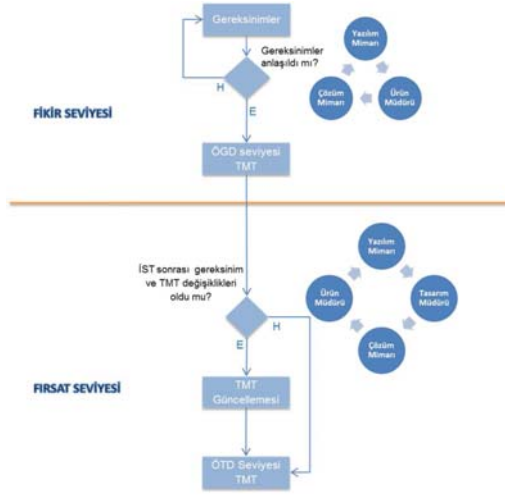 Gereksinimler
Gereksinimler
anlaşıldı mı?
H
E
Yazılım
Mimarı
Çözüm
Mimarı
Ürün
Müdürü
FİKİR SEVİYESİ
ÖGD seviyesi
TMT
İST sonrası gereksinim
ve TMT değişiklikleri
oldu mu?
H
E
Yazılım
Mimarı
Ürün
Müdürü
Tasarım
Müdürü
Çözüm
Mimarı
FIRSAT SEVİYESİ
TMT
Güncellemesi
ÖTD Seviyesi
TMT